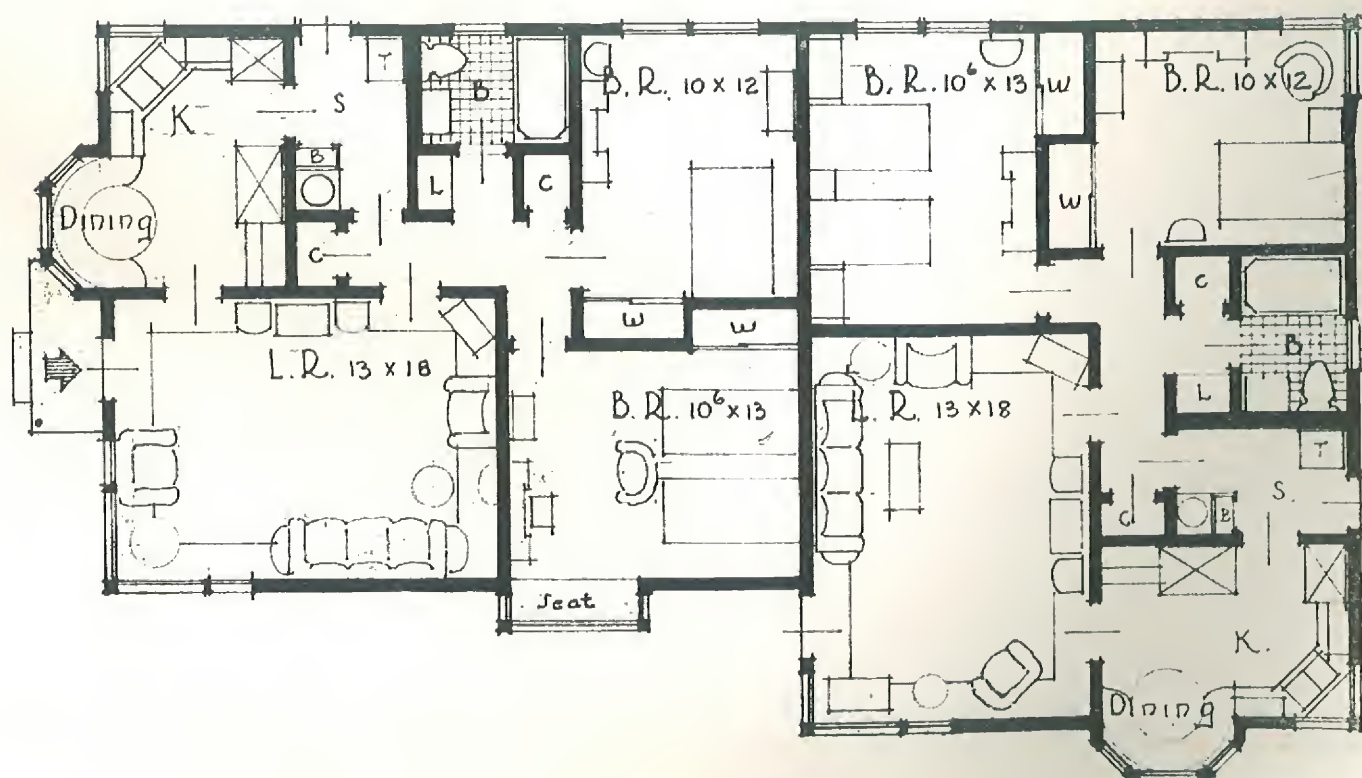 K
S
T
B
B. R. 10 x 12
B. R. 10⁶ x 13
W
B. R. 10 x 12
B
L
C
W
Dining
C
C
W
W
B
L. R. 13 x 18
L
B. R. 10⁶ x 13
L. R. 13 x 18
T
S.
C
B
Seat
K.
Dining